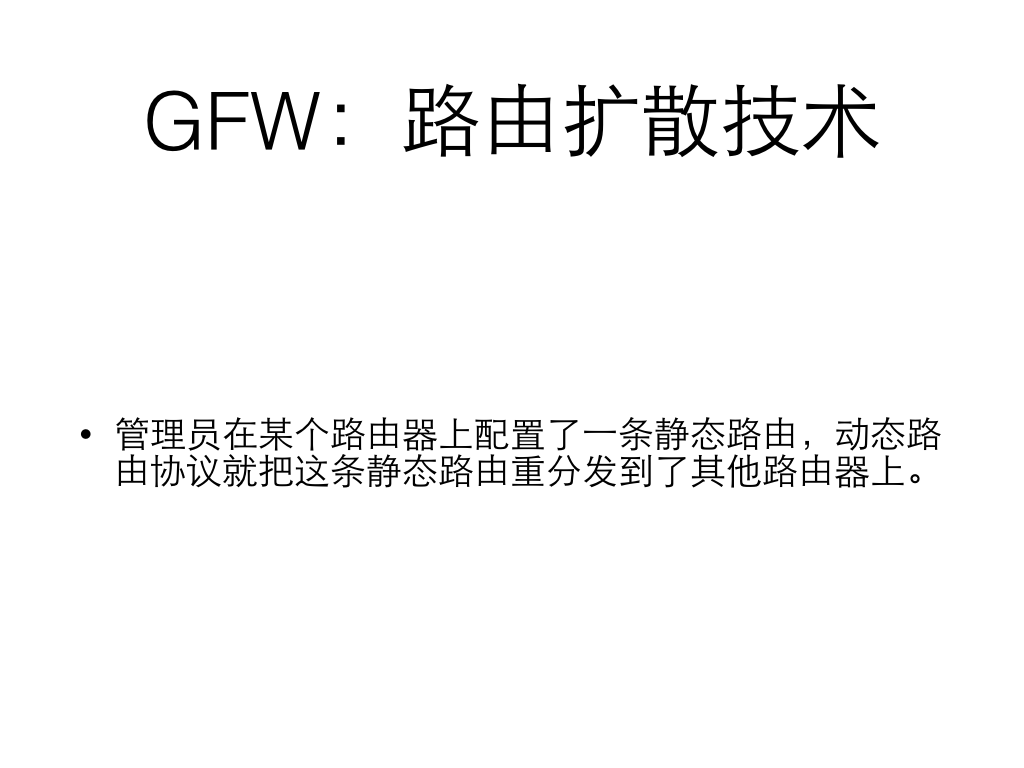 GFW：路由扩散技术
• 管理员在某个路由器上配置了一条静态路由，动态路
由协议就把这条静态路由重分发到了其他路由器上。